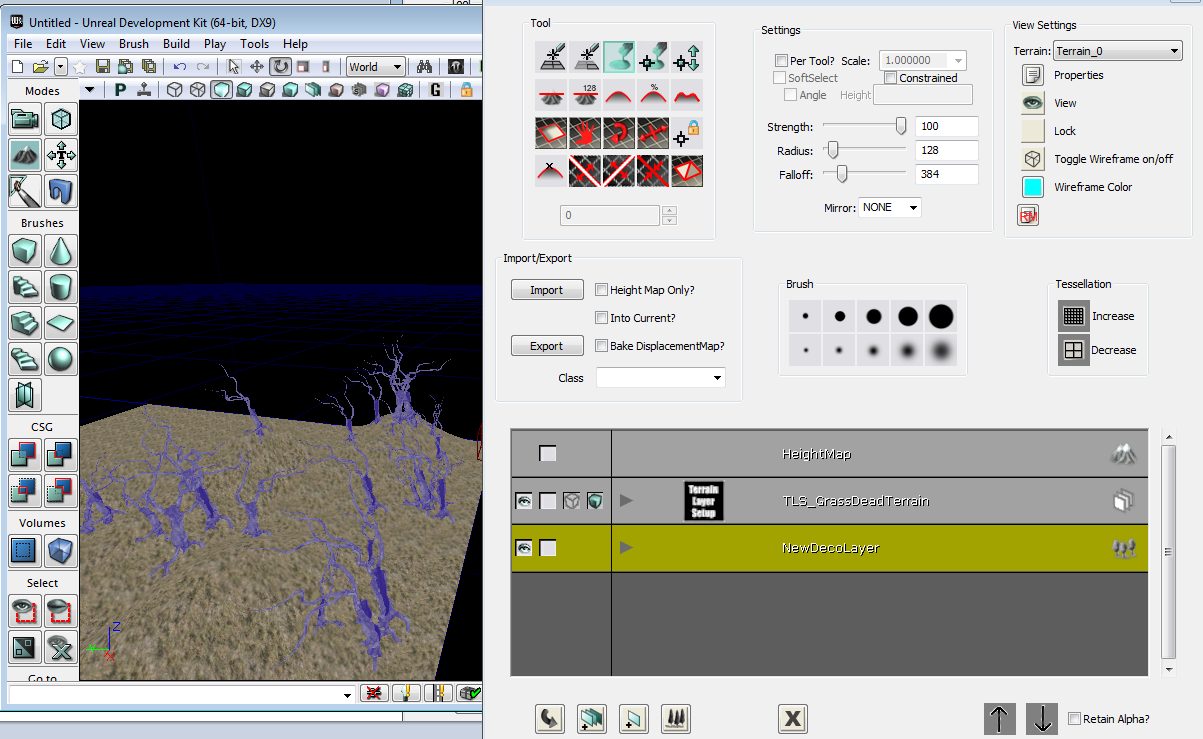 Tool
Untitled - Unreal Development Kit (64-bit, DX9)
File Edit View Brush Build Play Tools Help
World
P
G
Modes
Brushes
CSG
Volumes
Select
Go to
Z
Tool
123
%
0
Settings
Per Tool? Scale: 1.000000
SoftSelect Constrained
Angle Height
Strength: 100
Radius: 128
Falloff: 384
Mirror: NONE
View Settings
Terrain: Terrain_0
Properties
View
Lock
Toggle Wireframe on/off
Wireframe Color
Import/Export
Import Height Map Only?
Into Current?
Export Bake DisplacementMap?
Class
Brush
Tessellation
Increase
Decrease
HeightMap
Terrain
Layer
Setup
TLS_GrassDeadTerrain
NewDecoLayer
X
Retain Alpha?